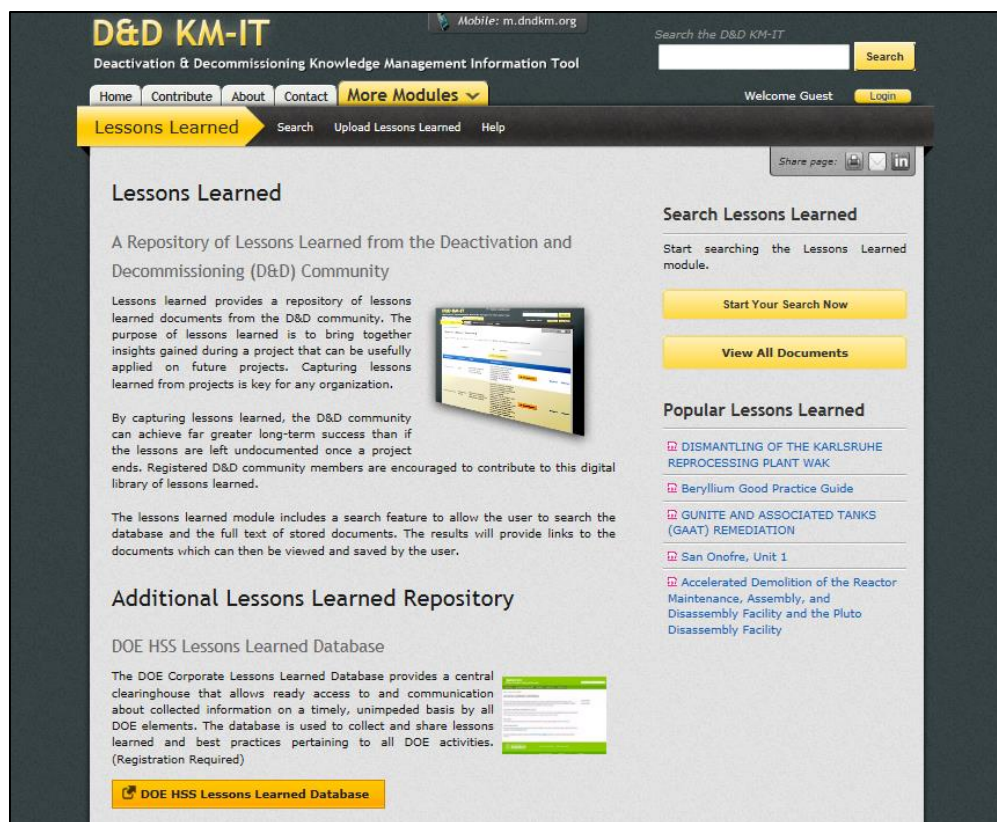 D&D KM-IT
Mobile: m.dndkm.org
Search the D&D KM-IT
Deactivation & Decommissioning Knowledge Management Information Tool
Search
Home Contribute About Contact More Modules
Welcome Guest Login
Lessons Learned Search Upload Lessons Learned Help
Share page:
Lessons Learned
A Repository of Lessons Learned from the Deactivation and
Decommissioning (D&D) Community
Lessons learned provides a repository of lessons
learned documents from the D&D community. The
purpose of lessons learned is to bring together
insights gained during a project that can be usefully
applied on future projects. Capturing lessons
learned from projects is key for any organization.
By capturing lessons learned, the D&D community
can achieve far greater long-term success than if
the lessons are left undocumented once a project
ends. Registered D&D community members are encouraged to contribute to this digital
library of lessons learned.
The lessons learned module includes a search feature to allow the user to search the
database and the full text of stored documents. The results will provide links to the
documents which can then be viewed and saved by the user.
Additional Lessons Learned Repository
DOE HSS Lessons Learned Database
The DOE Corporate Lessons Learned Database provides a central
clearinghouse that allows ready access to and communication
about collected information on a timely, unimpeded basis by all
DOE elements. The database is used to collect and share lessons
learned and best practices pertaining to all DOE activities.
(Registration Required)
DOE HSS Lessons Learned Database
Search Lessons Learned
Start searching the Lessons Learned
module.
Start Your Search Now
View All Documents
Popular Lessons Learned
DISMANTLING OF THE KARLSRUHE
REPROCESSING PLANT WAK
Beryllium Good Practice Guide
GUNITE AND ASSOCIATED TANKS
(GAAT) REMEDIATION
San Onofre, Unit 1
Accelerated Demolition of the Reactor
Maintenance, Assembly, and
Disassembly Facility and the Pluto
Disassembly Facility